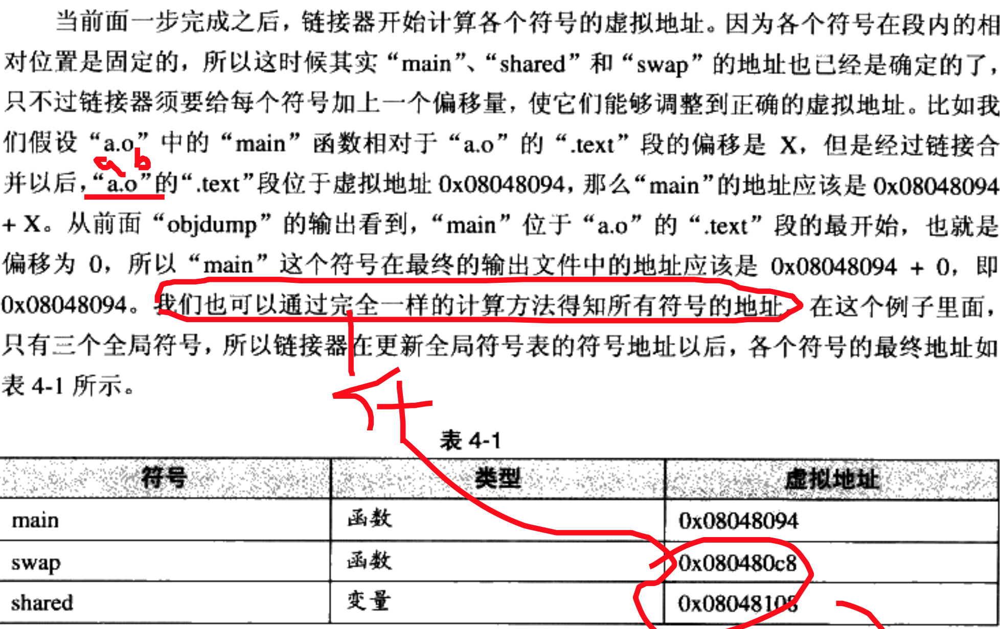 当前面一步完成之后，链接器开始计算各个符号的虚拟地址。因为各个符号在段内的相
对位置是固定的，所以这时候其实“main”、“shared”和“swap”的地址也已经是确定的了，
只不过链接器须要给每个符号加上一个偏移量，使它们能够调整到正确的虚拟地址。比如我
们假设“a.o”中的“main”函数相对于“a.o”的“.text”段的偏移是 X，但是经过链接合
并以后，“a.o”的“.text”段位于虚拟地址 0x08048094，那么“main”的地址应该是 0x08048094
+ X。从前面“objdump”的输出看到，“main”位于“a.o”的“.text”段的最开始，也就是
偏移为 0，所以“main”这个符号在最终的输出文件中的地址应该是 0x08048094 + 0，即
0x08048094。我们也可以通过完全一样的计算方法得知所有符号的地址。在这个例子里面，
只有三个全局符号，所以链接器在更新全局符号表的符号地址以后，各个符号的最终地址如
表 4-1 所示。
表 4-1
符号 类型 虚拟地址
main 函数 0x08048094
swap 函数 0x080480c8
shared 变量 0x08048108